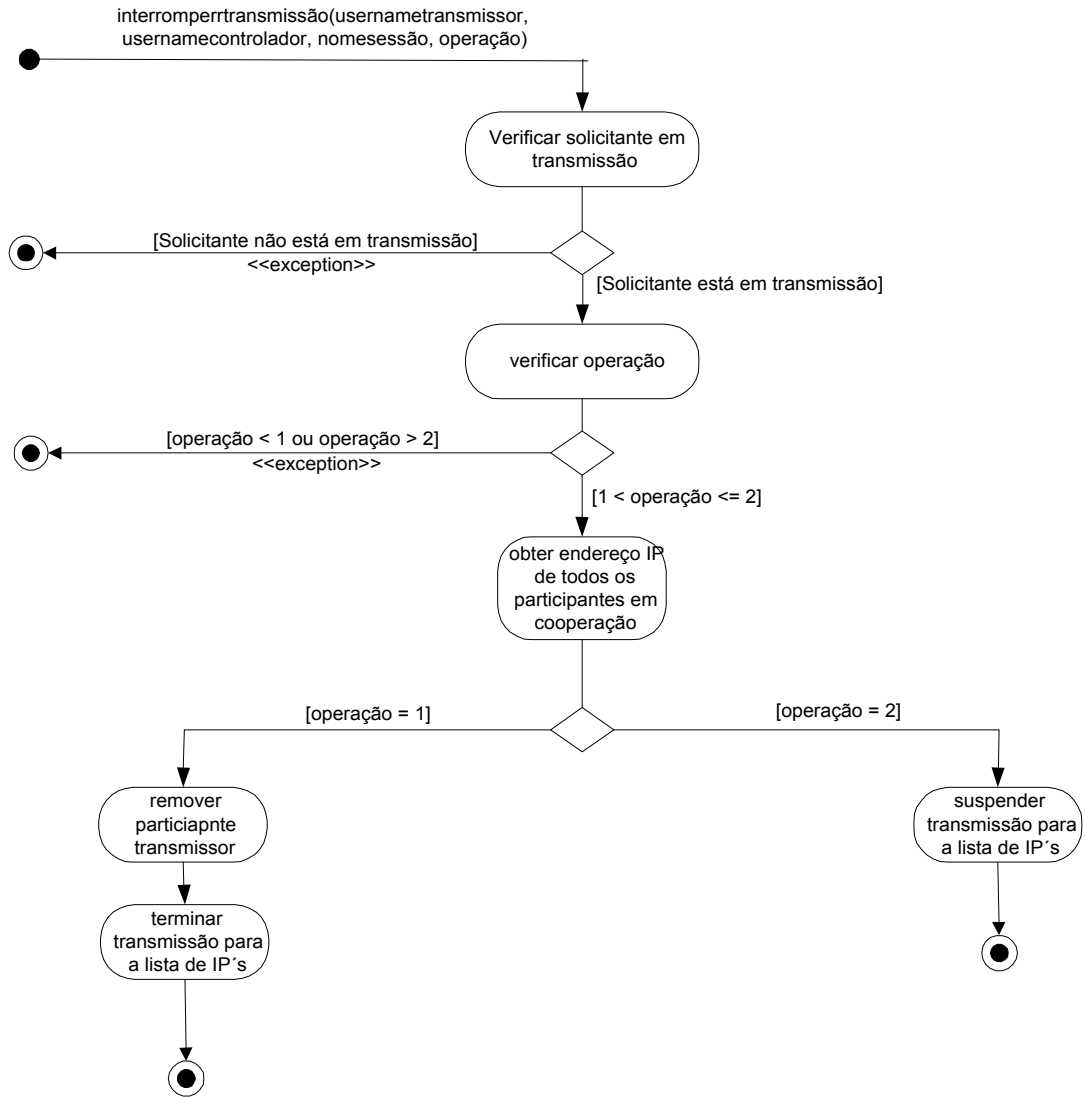 interromperrtransmissão(usernametransmissor,
usernamecontrolador, nomesessão, operação)
Verificar solicitante em
transmissão
[Solicitante não está em transmissão]
<<exception>>
[Solicitante está em transmissão]
verificar operação
[operação < 1 ou operação > 2]
<<exception>>
[1 < operação <= 2]
obter endereço IP
de todos os
participantes em
cooperação
[operação = 1]
[operação = 2]
remover
particiapnte
transmissor
suspender
transmissão para
a lista de IP´s
terminar
transmissão para
a lista de IP´s